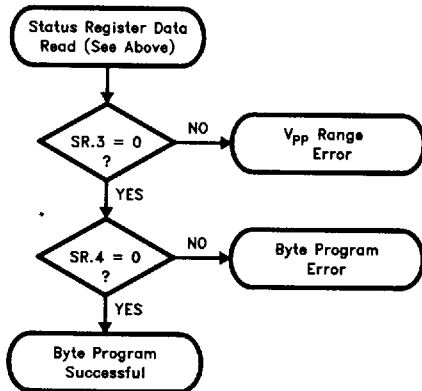 Status Register Data
Read (See Above)
SR.3 = 0
?
NO
VPP Range
Error
YES
SR.4 = 0
?
NO
Byte Program
Error
YES
Byte Program
Successful